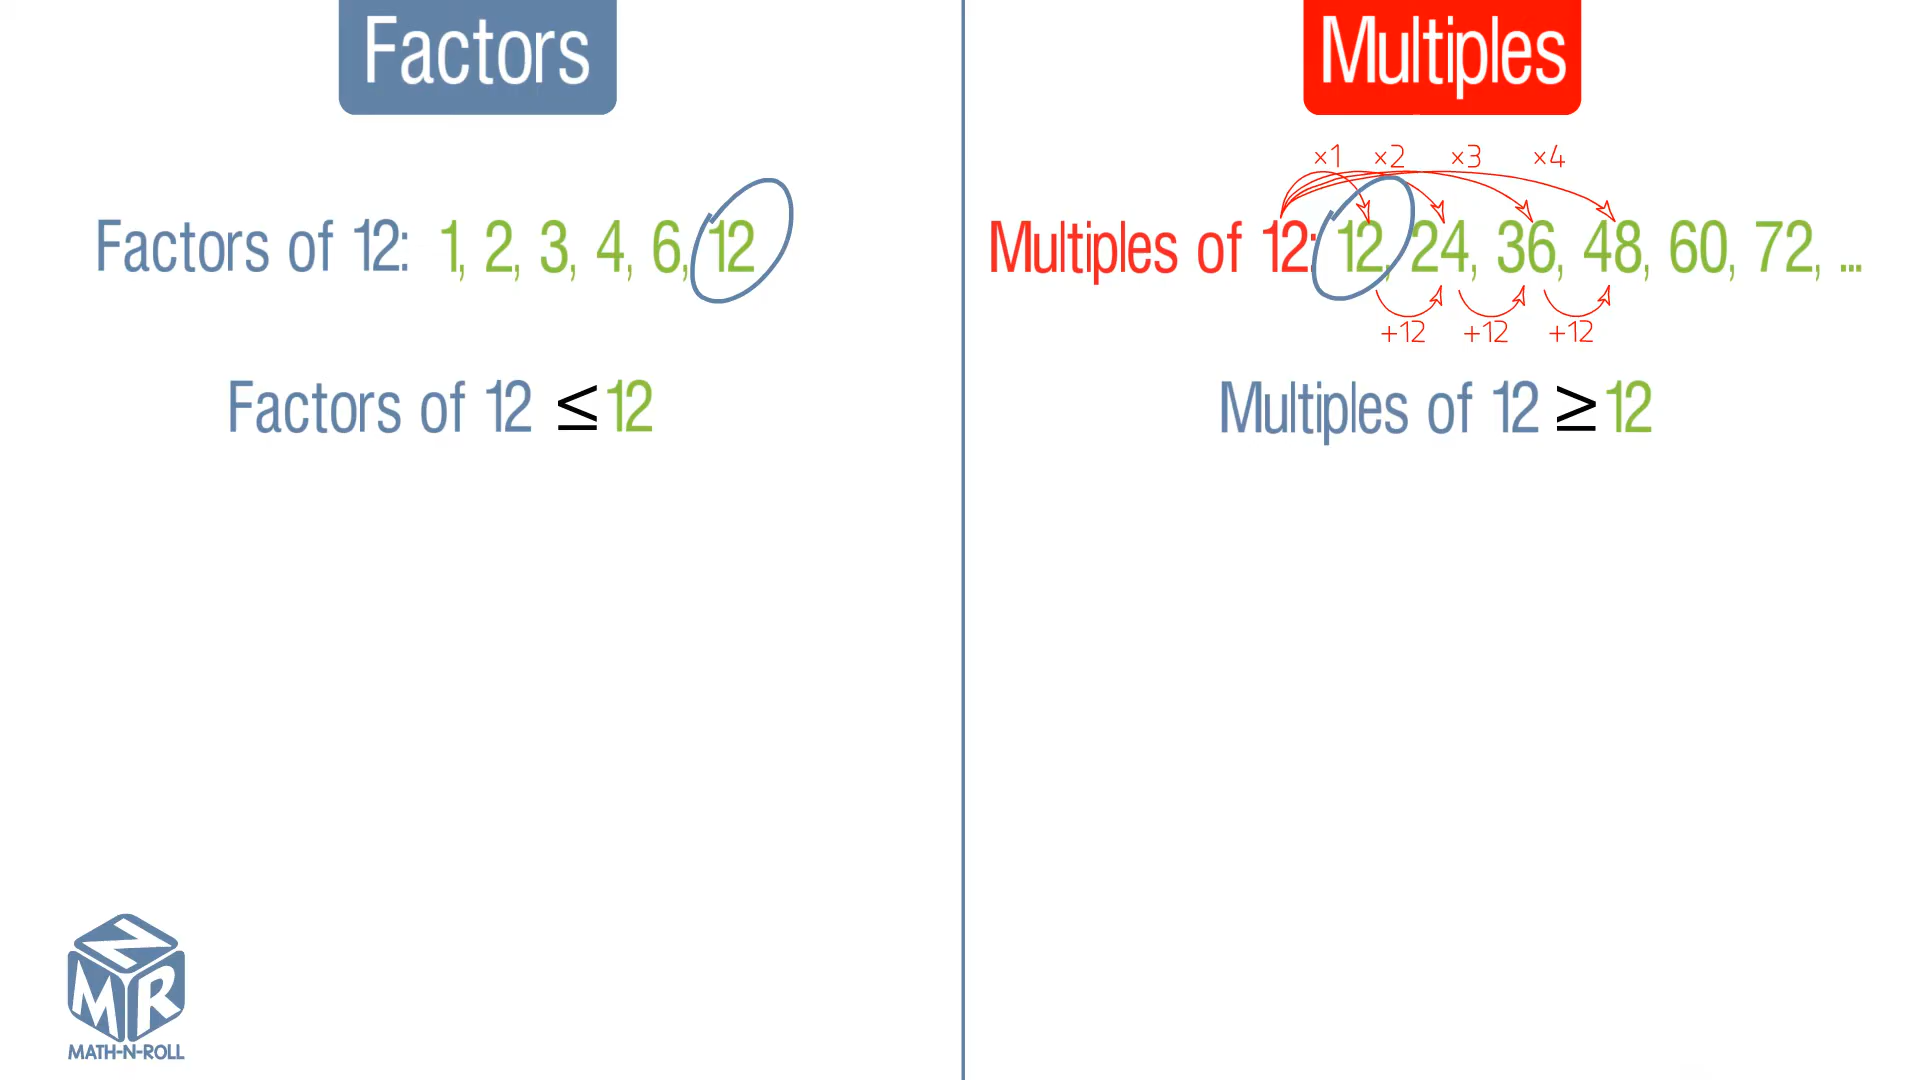 Factors
Factors of 12: 1, 2, 3, 4, 6, 12
Factors of 12 ≤ 12
Multiples
×1 ×2 ×3 ×4
Multiples of 12: 12, 24, 36, 48, 60, 72, ...
+12 +12 +12
Multiples of 12 ≥ 12
N
M R
MATH-N-ROLL